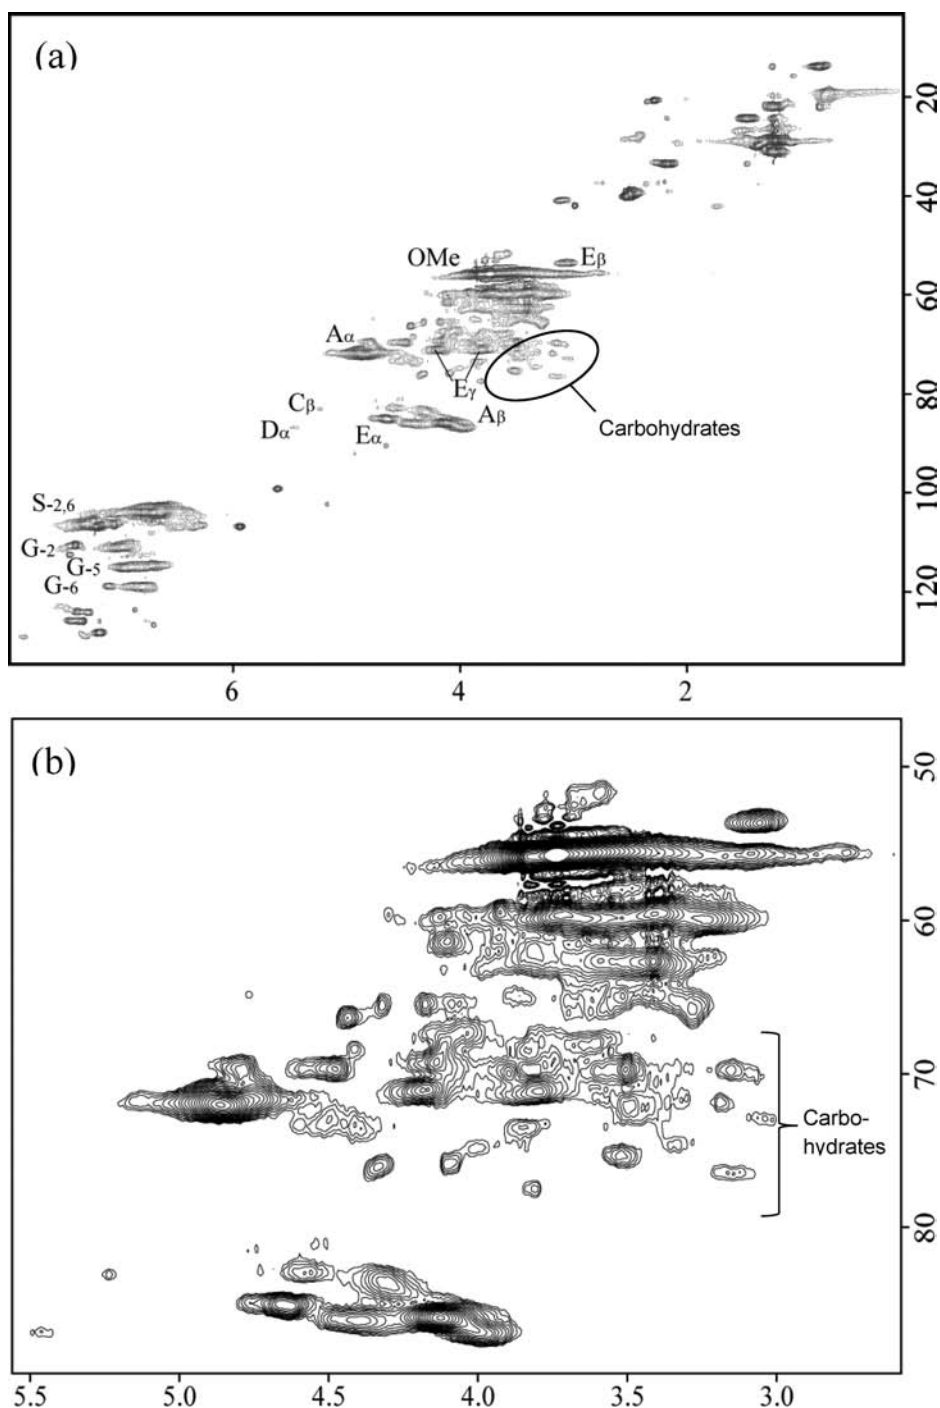 (a)
20
40
OMe
Eβ
60
Aα
Eγ
80
Cβ
Aβ
Dα
Eα
Carbohydrates
S-2,6
100
G-2
G-5
G-6
120
6 4 2
(b)
50
60
70
Carbo-
hydrates
80
5.0 4.5 4.0 3.5 3.0